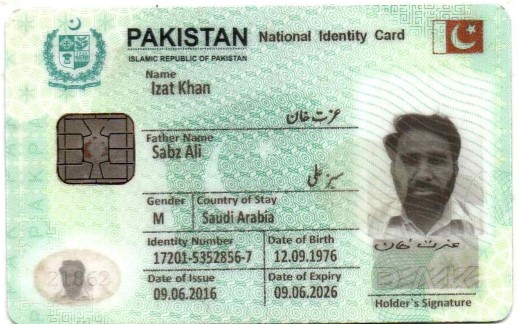 PAKISTAN National Identity Card
ISLAMIC REPUBLIC OF PAKISTAN
Name
Izat Khan
عزت خان
Father Name
Sabz Ali
سبز علی
Gender Country of Stay
M Saudi Arabia
Identity Number Date of Birth
17201-5352856-7 12.09.1976
Date of Issue Date of Expiry
09.06.2016 09.06.2026
عزت خان
Holder's Signature